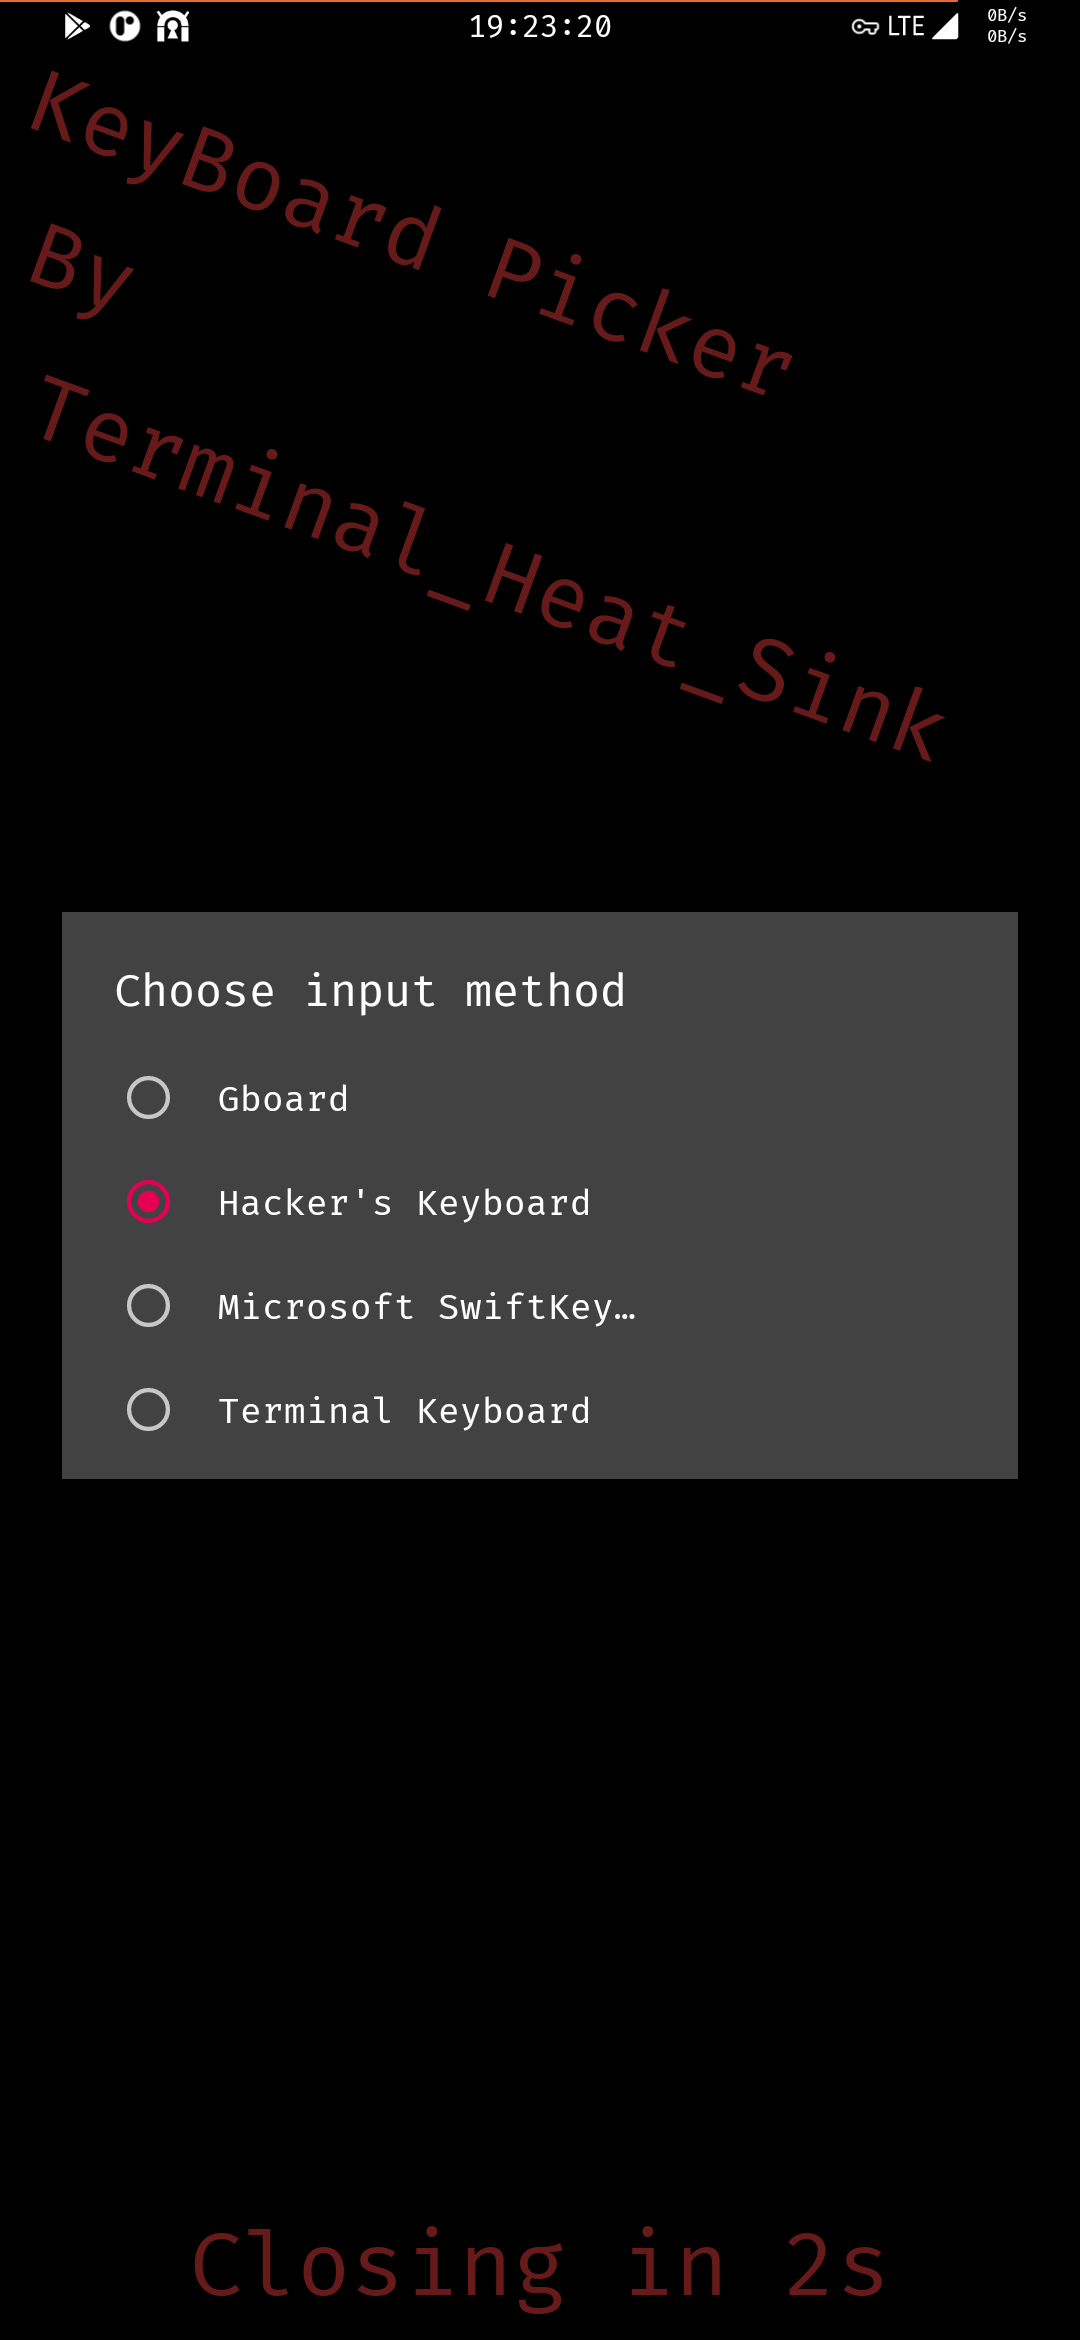 19:23:20
LTE
0B/s
0B/s
KeyBoard Picker
By
Terminal_Heat_Sink
Choose input method
Gboard
Hacker's Keyboard
Microsoft SwiftKey…
Terminal Keyboard
Closing in 2s